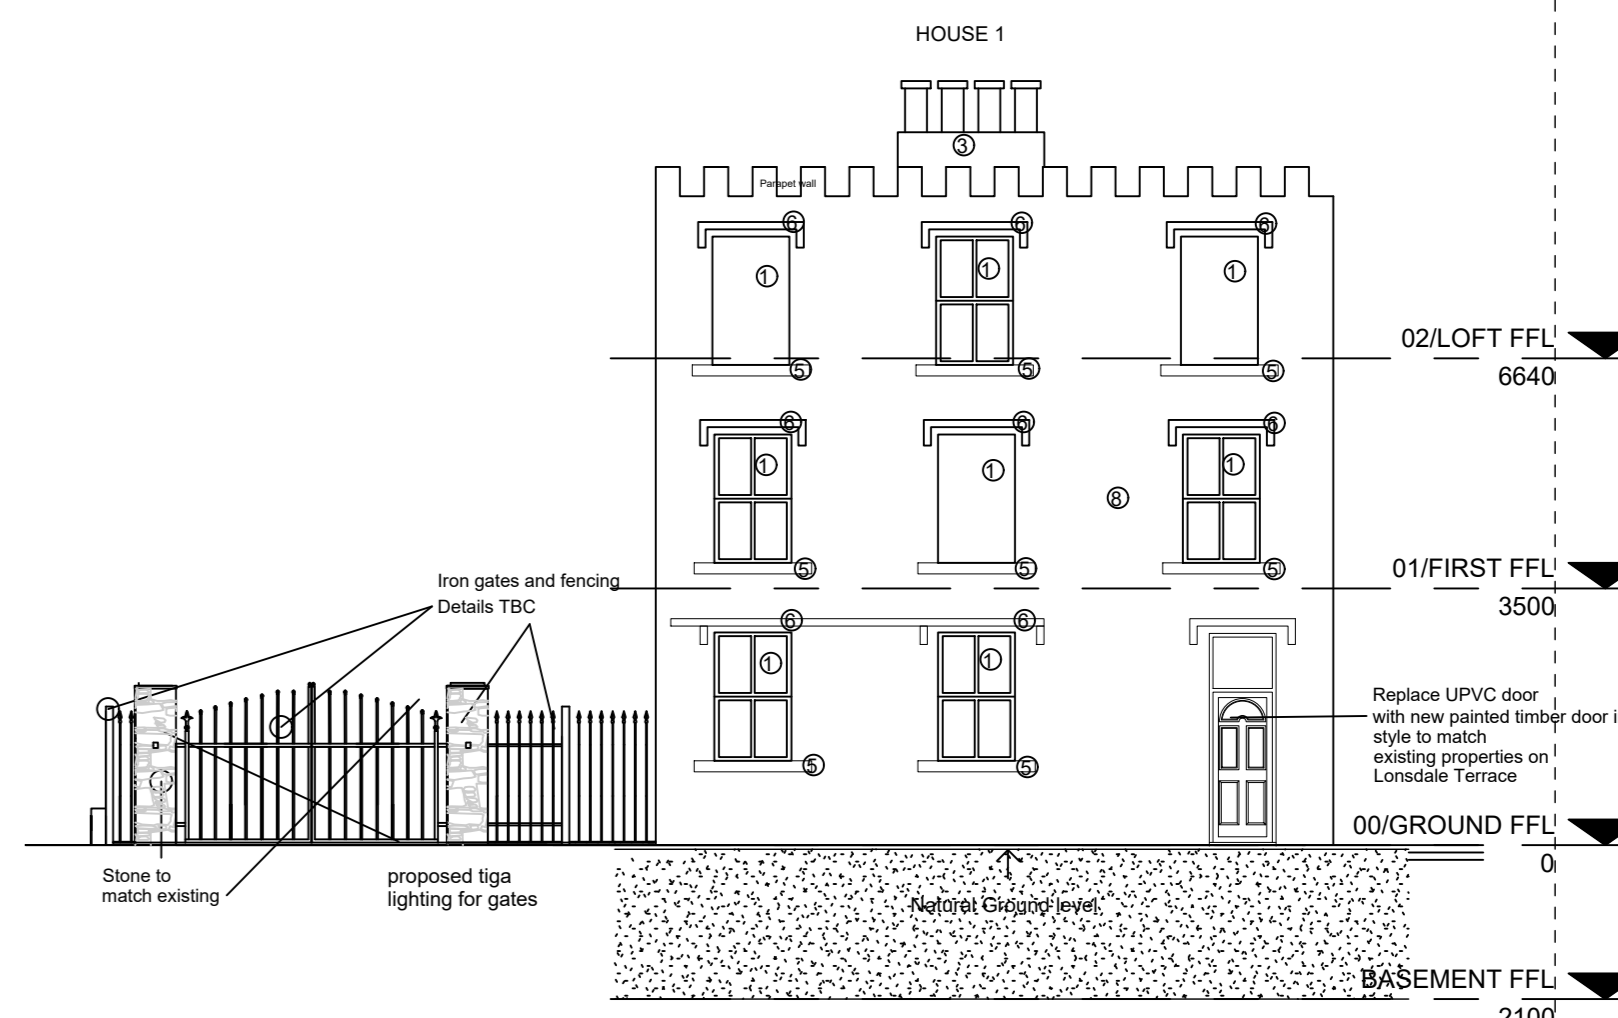 HOUSE 1
3
Parapet wall
6 6 6
1 1 1
02/LOFT FFL
5 5 5
6640
6 6 6
1 1 1
8
5 5 5
01/FIRST FFL
3500
Iron gates and fencing
Details TBC
6 6
1 1
5 5
Replace UPVC door
with new painted timber door i
style to match
existing properties on
Lonsdale Terrace
00/GROUND FFL
0
Stone to
match existing
proposed tiga
lighting for gates
Natural Ground level
BASEMENT FFL
2100